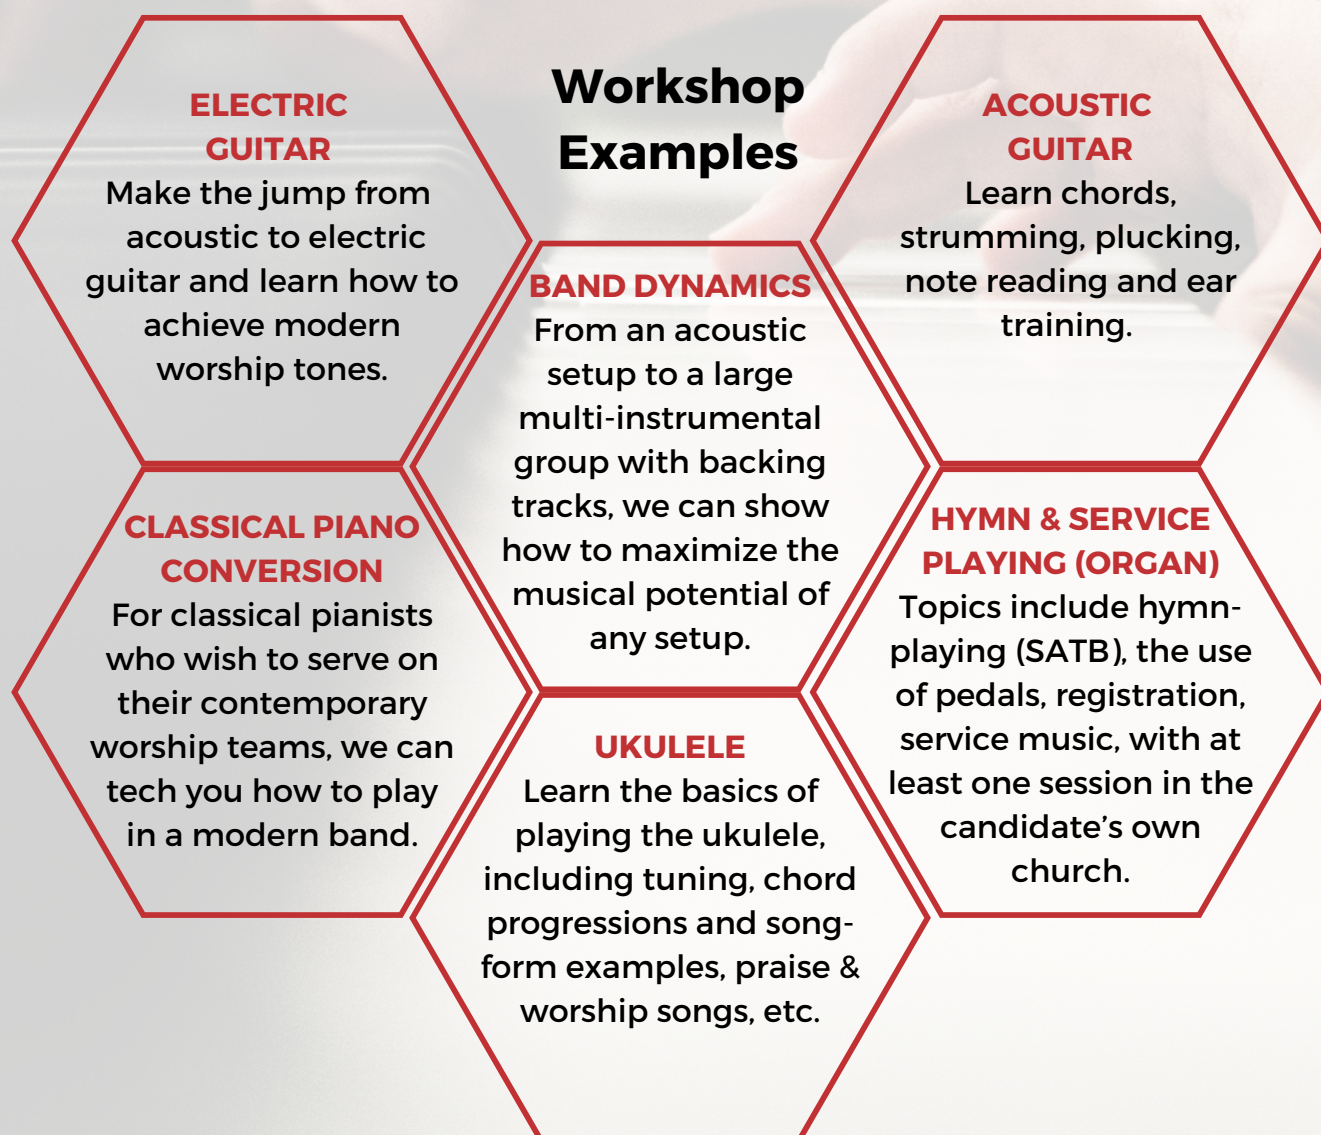 Workshop
Examples
ELECTRIC
GUITAR
Make the jump from
acoustic to electric
guitar and learn how to
achieve modern
worship tones.
BAND DYNAMICS
From an acoustic
setup to a large
multi-instrumental
group with backing
tracks, we can show
how to maximize the
musical potential of
any setup.
ACOUSTIC
GUITAR
Learn chords,
strumming, plucking,
note reading and ear
training.
CLASSICAL PIANO
CONVERSION
For classical pianists
who wish to serve on
their contemporary
worship teams, we can
tech you how to play
in a modern band.
UKULELE
Learn the basics of
playing the ukulele,
including tuning, chord
progressions and song-
form examples, praise &
worship songs, etc.
HYMN & SERVICE
PLAYING (ORGAN)
Topics include hymn-
playing (SATB), the use
of pedals, registration,
service music, with at
least one session in the
candidate’s own
church.